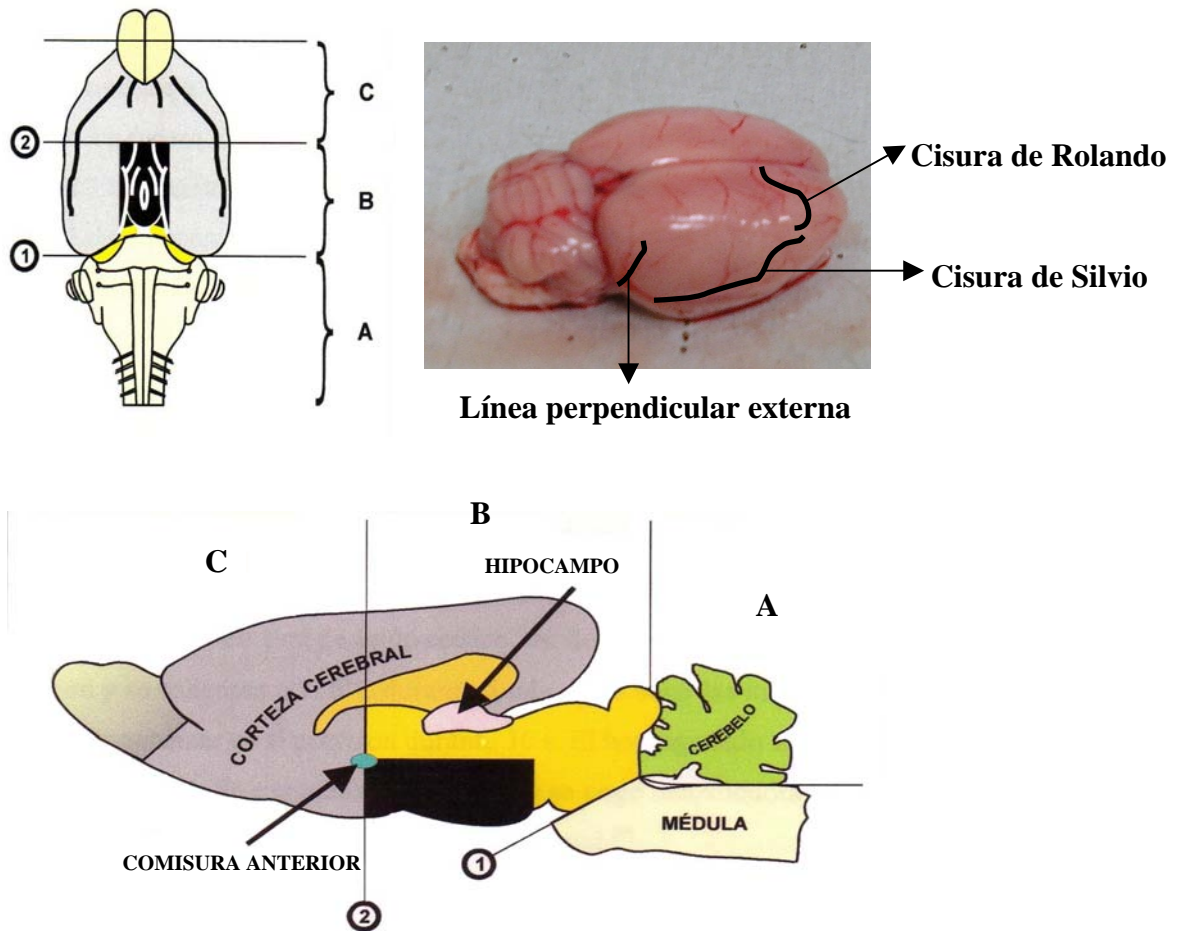 C
2
B
1
A
Cisura de Rolando
Cisura de Silvio
Línea perpendicular externa
B
C
HIPOCAMPO
A
CORTEZA CEREBRAL
CEREBELO
MÉDULA
COMISURA ANTERIOR
1
2